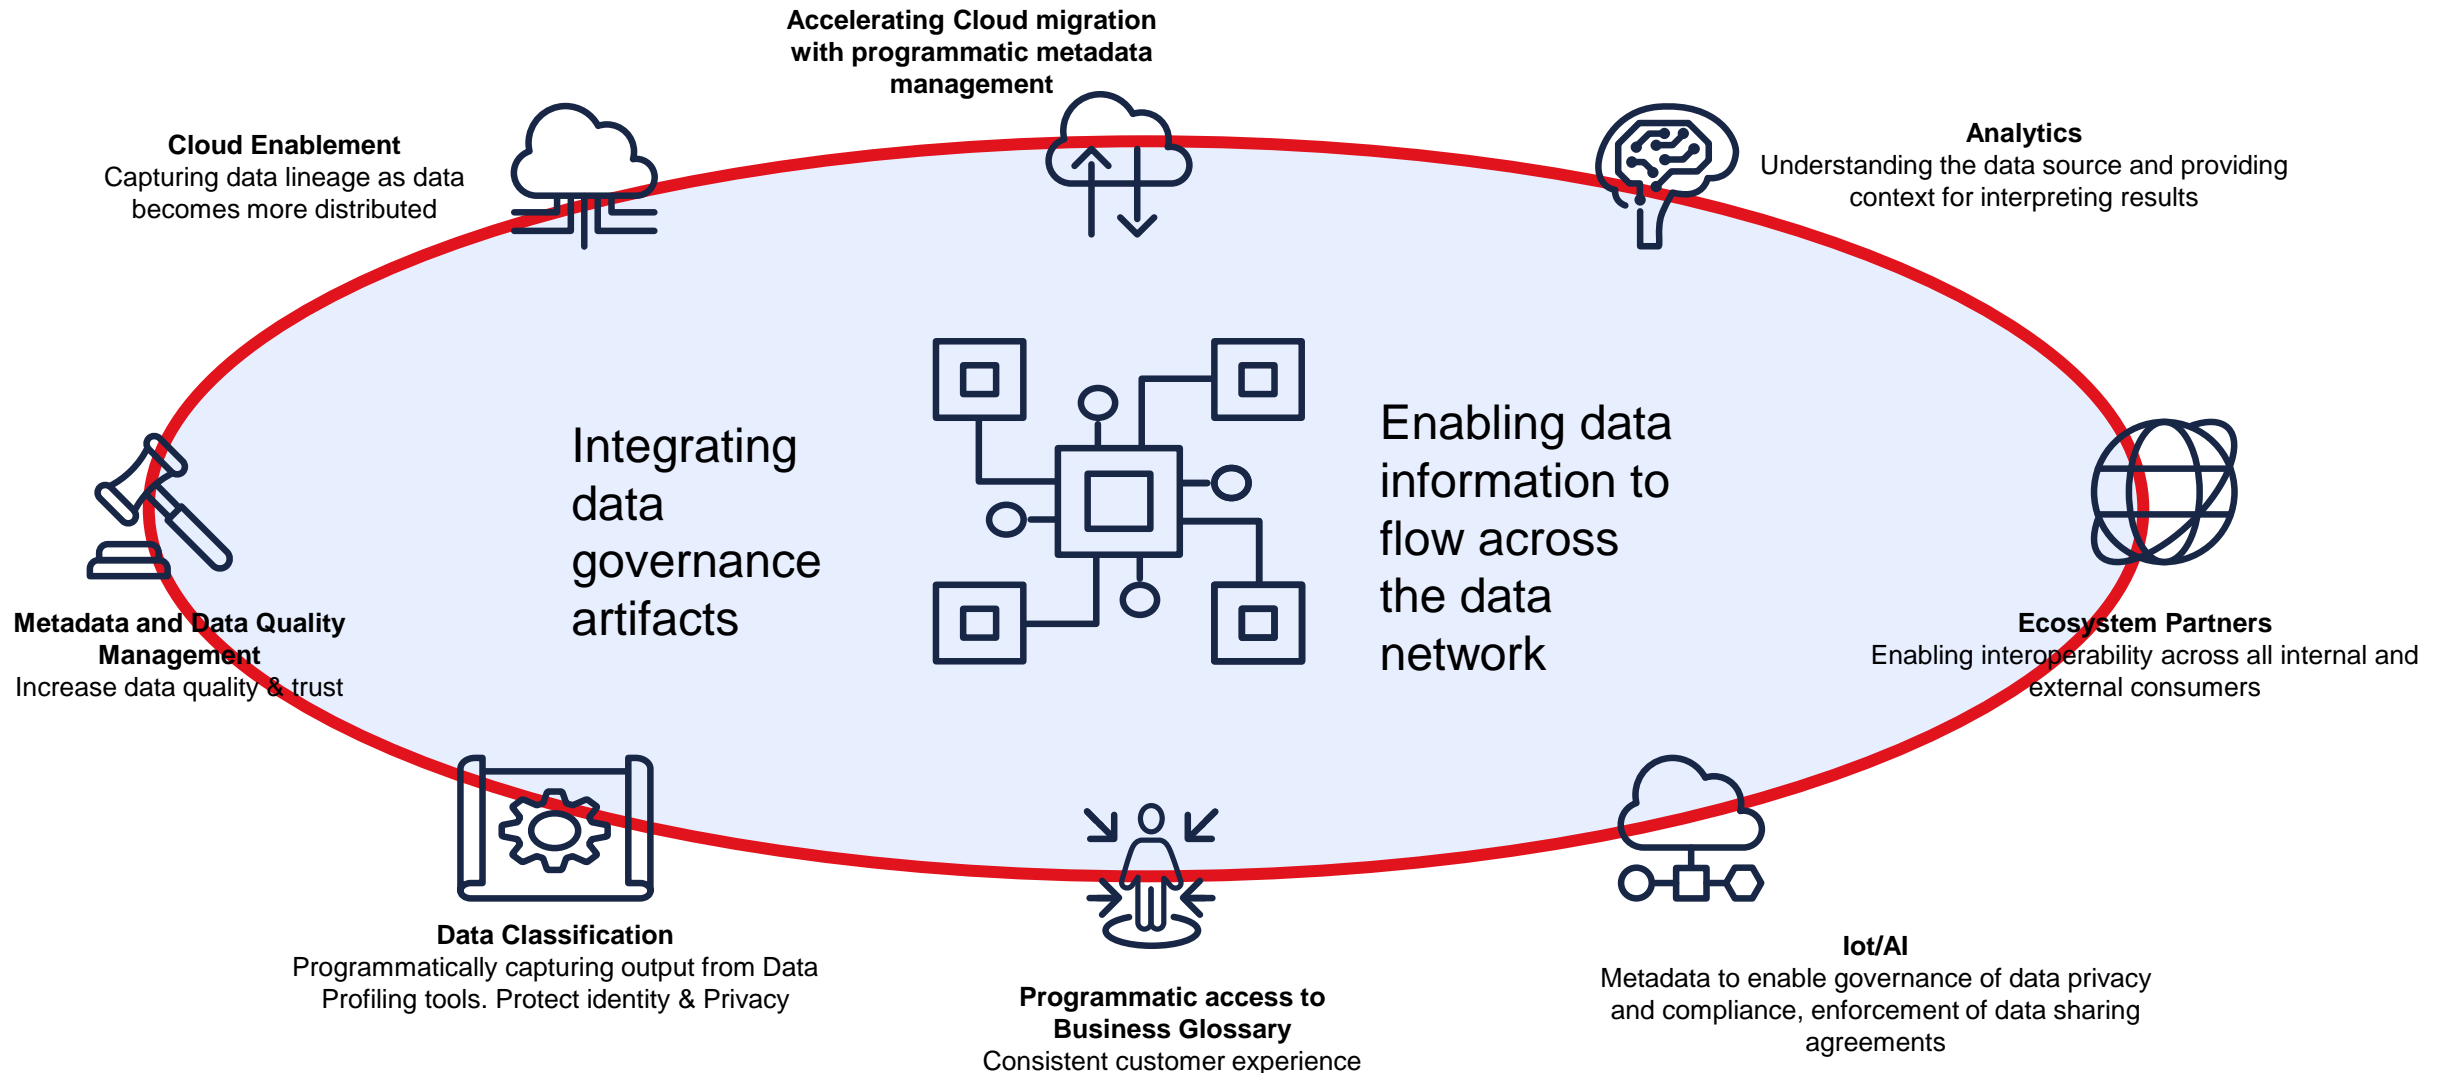 Accelerating Cloud migration
with programmatic metadata
management
Cloud Enablement
Capturing data lineage as data
becomes more distributed
Analytics
Understanding the data source and providing
context for interpreting results
Integrating
data
governance
artifacts
Enabling data
information to
flow across
the data
network
Metadata and Data Quality
Management
Increase data quality & trust
Ecosystem Partners
Enabling interoperability across all internal and
external consumers
Data Classification
Programmatically capturing output from Data
Profiling tools. Protect identity & Privacy
Programmatic access to
Business Glossary
Consistent customer experience
Iot/AI
Metadata to enable governance of data privacy
and compliance, enforcement of data sharing
agreements